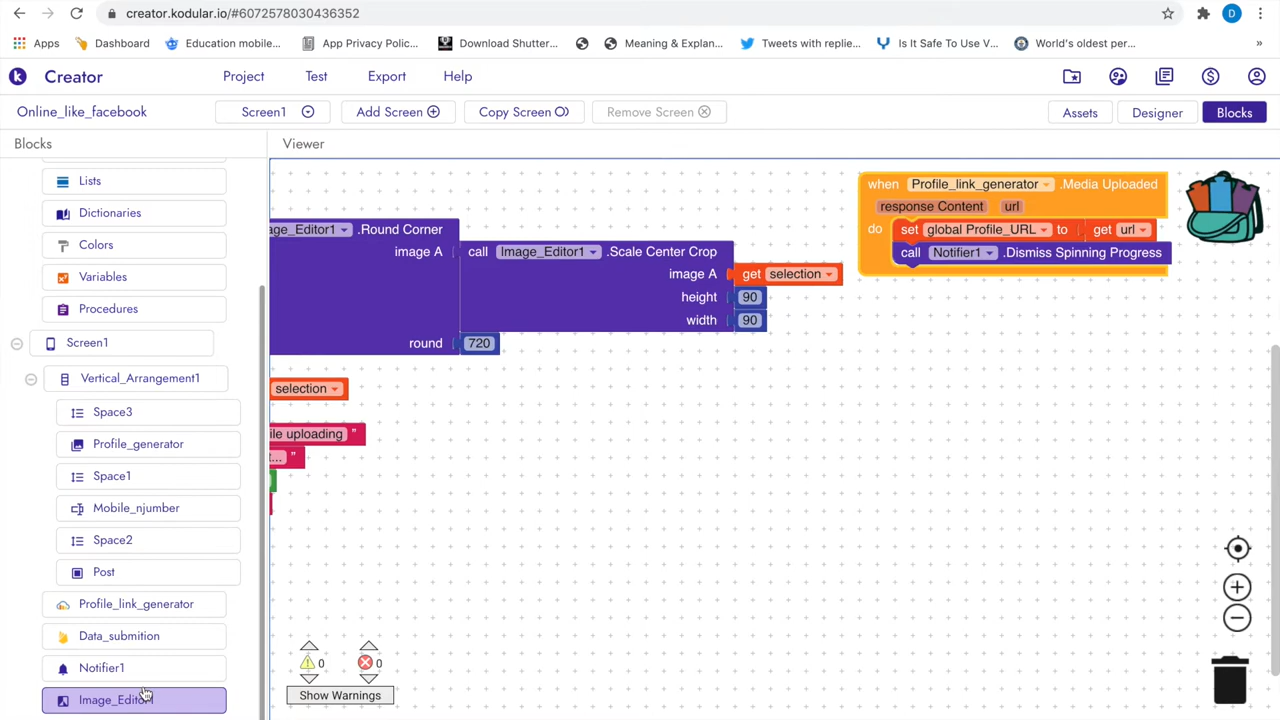 creator.kodular.io/#6072578030436352
D
Apps Dashboard Education mobile... App Privacy Polic... Download Shutter... Meaning & Explan... Tweets with replie... Is It Safe To Use V... World's oldest per... »
Creator Project Test Export Help
Online_like_facebook Screen1 Add Screen Copy Screen Remove Screen Assets Designer Blocks
Blocks Viewer
Lists
Dictionaries
Colors
Variables
Procedures
Screen1
Vertical_Arrangement1
Space3
Profile_generator
Space1
Mobile_njumber
Space2
Post
Profile_link_generator
Data_submition
Notifier1
age_Editor1 .Round Corner
image A call Image_Editor1 .Scale Center Crop
image A get selection
height 90
width 90
round 720
selection
ile uploading "
t... "
when Profile_link_generator .Media Uploaded
response Content url
do set global Profile_URL to get url
call Notifier1 .Dismiss Spinning Progress
0 0
Show Warnings